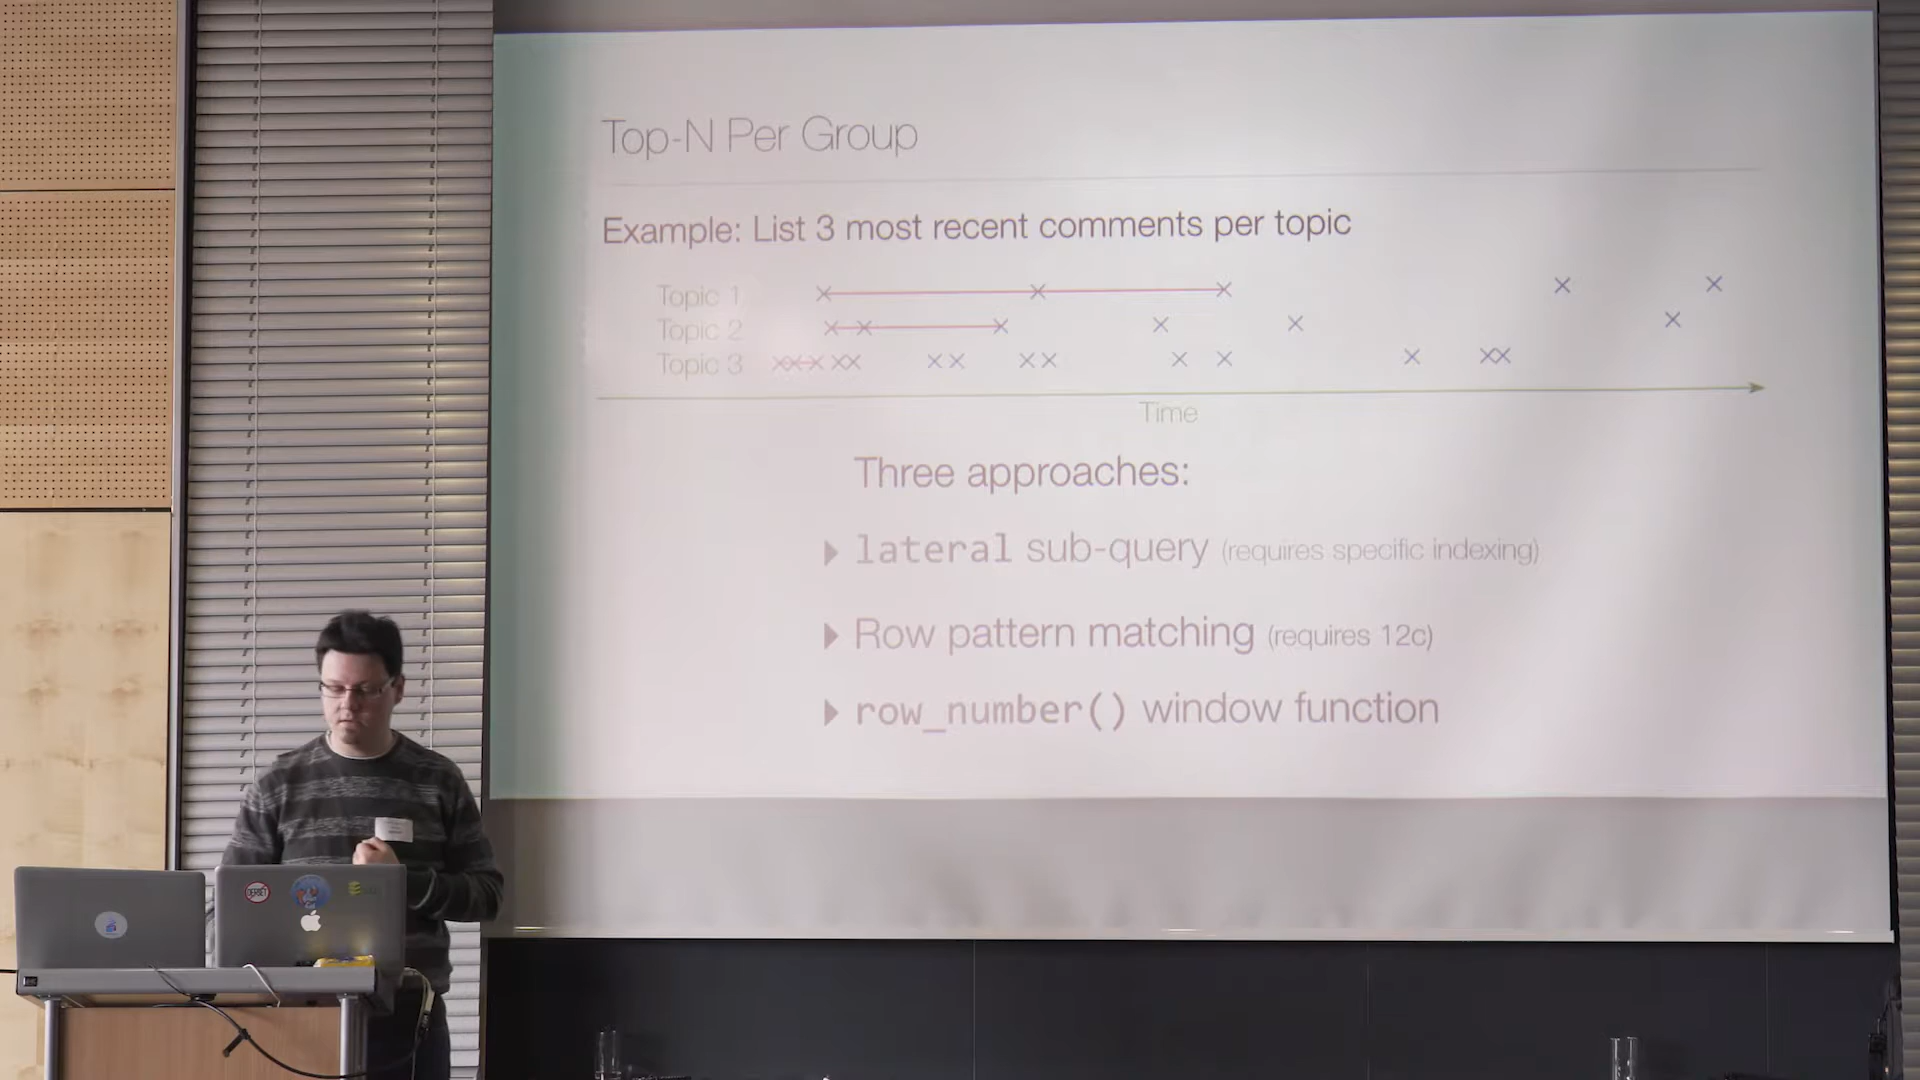 Top-N Per Group
Example: List 3 most recent comments per topic
Topic 1
Topic 2
Topic 3
Time
Three approaches:
lateral sub-query (requires specific indexing)
Row pattern matching (requires 12c)
row_number() window function